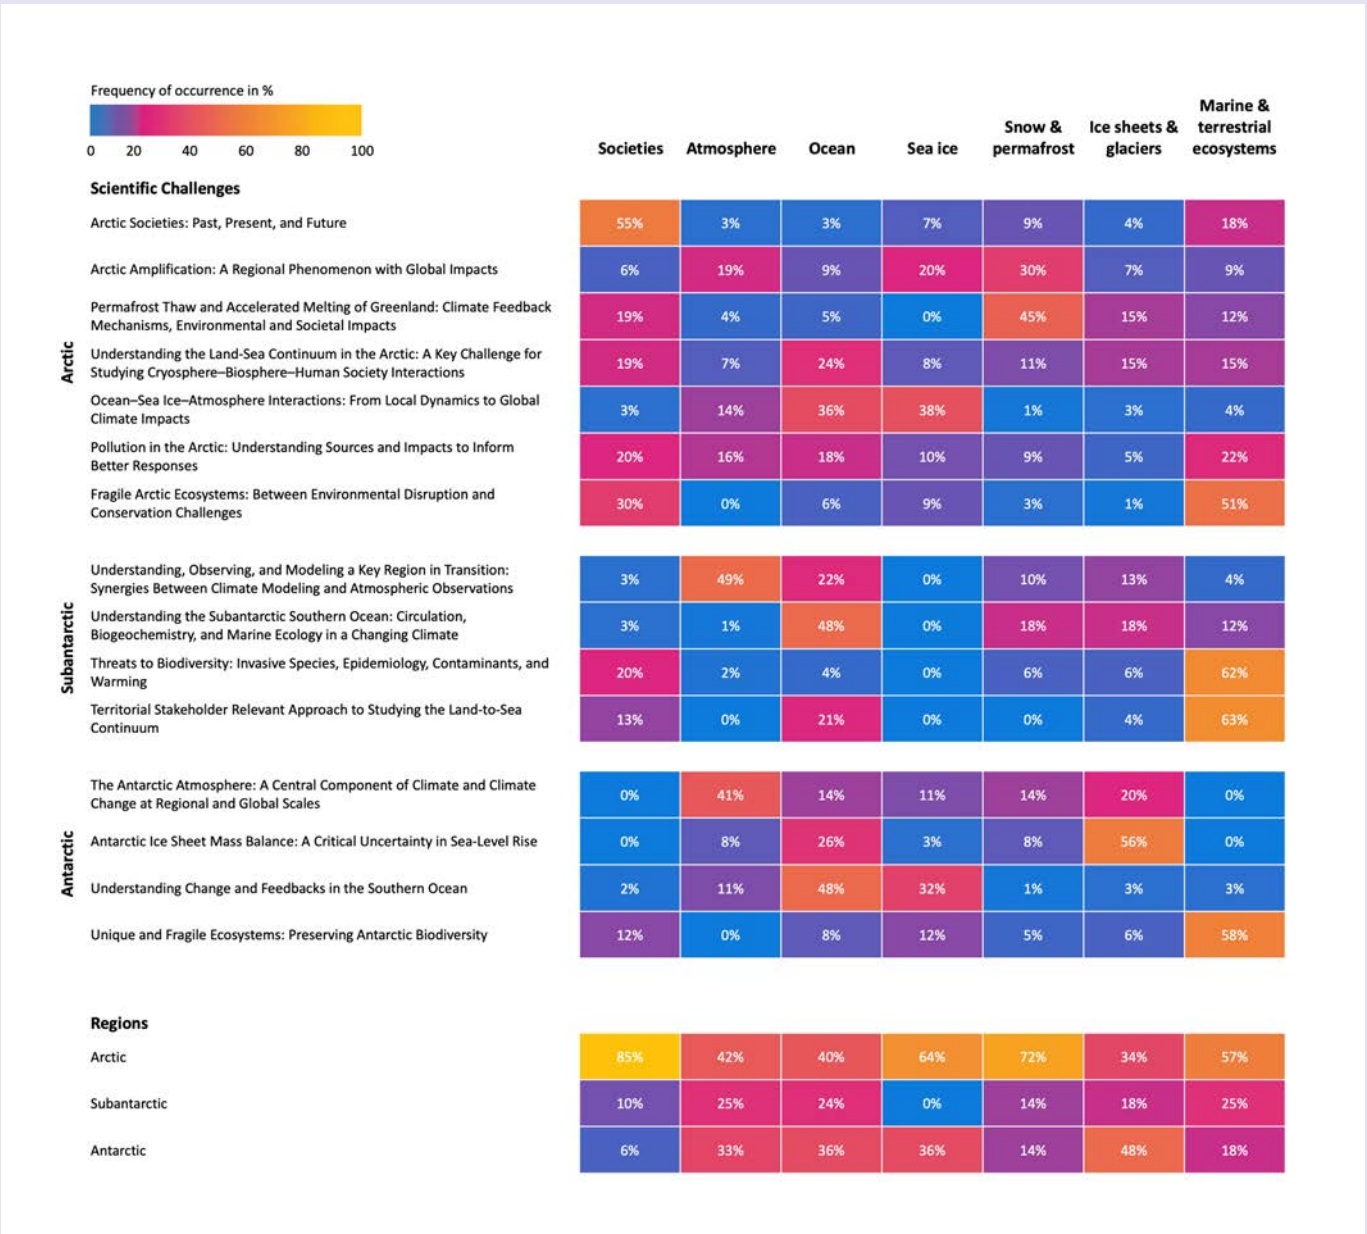 Frequency of occurrence in %
0 20 40 60 80 100
Societies Atmosphere Ocean Sea ice Snow & permafrost Ice sheets & glaciers Marine & terrestrial ecosystems
Scientific Challenges
Arctic
Arctic Societies: Past, Present, and Future
55% 3% 3% 7% 9% 4% 18%
Arctic Amplification: A Regional Phenomenon with Global Impacts
6% 19% 9% 20% 30% 7% 9%
Permafrost Thaw and Accelerated Melting of Greenland: Climate Feedback
Mechanisms, Environmental and Societal Impacts
19% 4% 5% 0% 45% 15% 12%
Understanding the Land-Sea Continuum in the Arctic: A Key Challenge for
Studying Cryosphere–Biosphere–Human Society Interactions
19% 7% 24% 8% 11% 15% 15%
Ocean–Sea Ice–Atmosphere Interactions: From Local Dynamics to Global
Climate Impacts
3% 14% 36% 38% 1% 3% 4%
Pollution in the Arctic: Understanding Sources and Impacts to Inform
Better Responses
20% 16% 18% 10% 9% 5% 22%
Fragile Arctic Ecosystems: Between Environmental Disruption and
Conservation Challenges
30% 0% 6% 9% 3% 1% 51%
Subantarctic
Understanding, Observing, and Modeling a Key Region in Transition:
Synergies Between Climate Modeling and Atmospheric Observations
3% 49% 22% 0% 10% 13% 4%
Understanding the Subantarctic Southern Ocean: Circulation,
Biogeochemistry, and Marine Ecology in a Changing Climate
3% 1% 48% 0% 18% 18% 12%
Threats to Biodiversity: Invasive Species, Epidemiology, Contaminants, and
Warming
20% 2% 4% 0% 6% 6% 62%
Territorial Stakeholder Relevant Approach to Studying the Land-to-Sea
Continuum
13% 0% 21% 0% 0% 4% 63%
Antarctic
The Antarctic Atmosphere: A Central Component of Climate and Climate
Change at Regional and Global Scales
0% 41% 14% 11% 14% 20% 0%
Antarctic Ice Sheet Mass Balance: A Critical Uncertainty in Sea-Level Rise
0% 8% 26% 3% 8% 56% 0%
Understanding Change and Feedbacks in the Southern Ocean
2% 11% 48% 32% 1% 3% 3%
Unique and Fragile Ecosystems: Preserving Antarctic Biodiversity
12% 0% 8% 12% 5% 6% 58%
Regions
Arctic
85% 42% 40% 64% 72% 34% 57%
Subantarctic
10% 25% 24% 0% 14% 18% 25%
Antarctic
6% 33% 36% 36% 14% 48% 18%